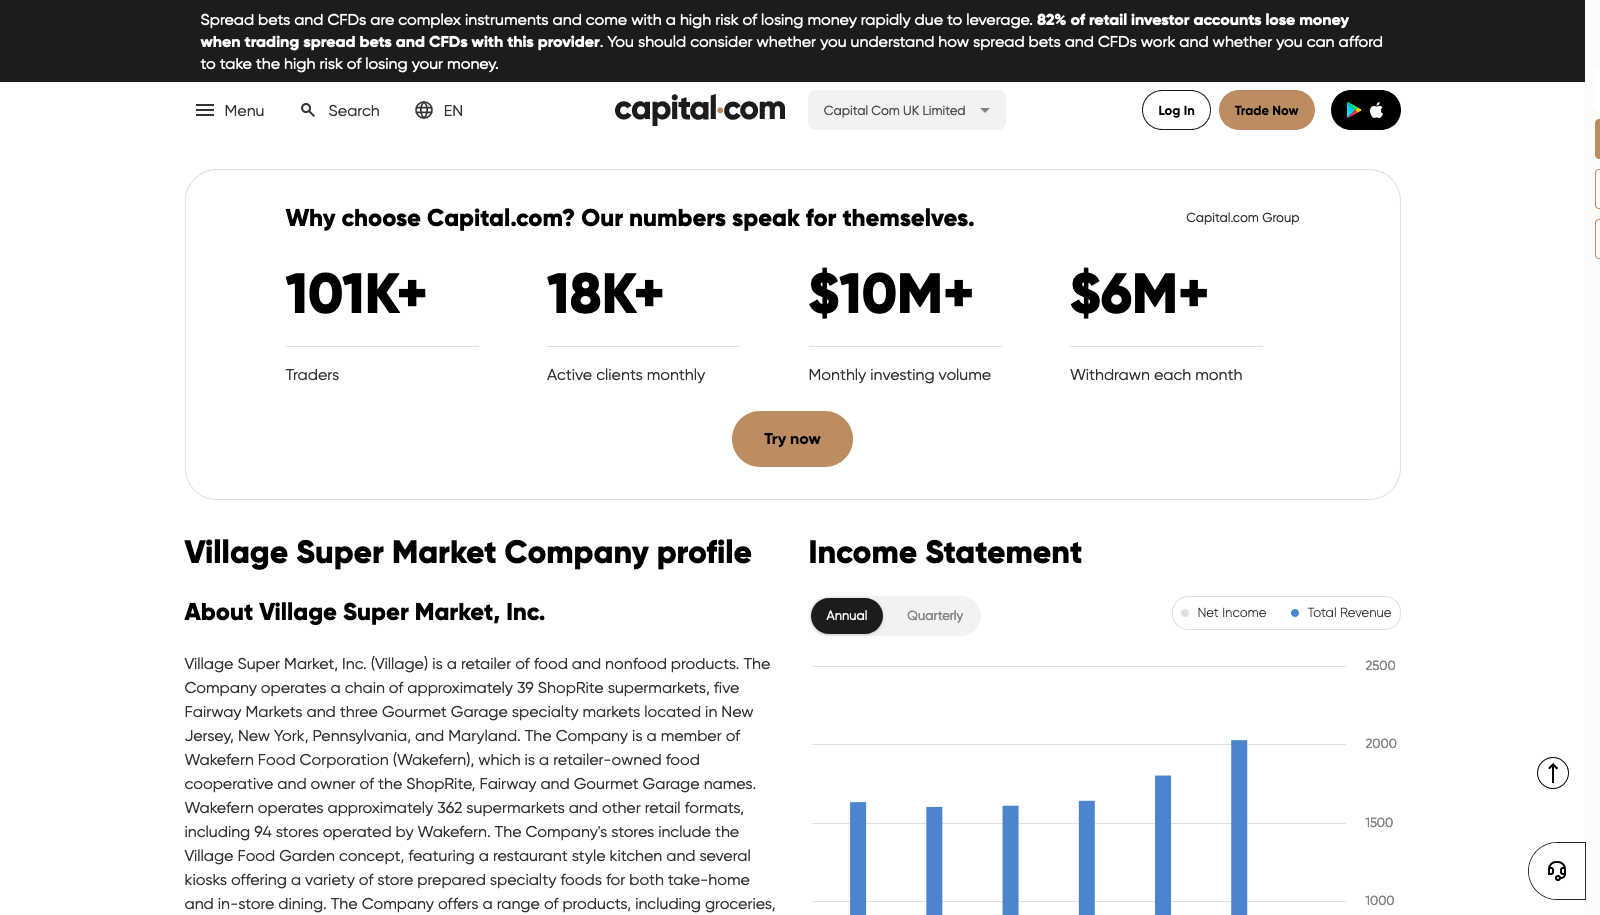 Spread bets and CFDs are complex instruments and come with a high risk of losing money rapidly due to leverage. 82% of retail investor accounts lose money
when trading spread bets and CFDs with this provider. You should consider whether you understand how spread bets and CFDs work and whether you can afford
to take the high risk of losing your money.
Menu
Search
EN
capital.com
Capital Com UK Limited
Log In
Trade Now
Why choose Capital.com? Our numbers speak for themselves.
Capital.com Group
101K+
18K+
$10M+
$6M+
Traders
Active clients monthly
Monthly investing volume
Withdrawn each month
Try now
Village Super Market Company profile
About Village Super Market, Inc.
Village Super Market, Inc. (Village) is a retailer of food and nonfood products. The
Company operates a chain of approximately 39 ShopRite supermarkets, five
Fairway Markets and three Gourmet Garage specialty markets located in New
Jersey, New York, Pennsylvania, and Maryland. The Company is a member of
Wakefern Food Corporation (Wakefern), which is a retailer-owned food
cooperative and owner of the ShopRite, Fairway and Gourmet Garage names.
Wakefern operates approximately 362 supermarkets and other retail formats,
including 94 stores operated by Wakefern. The Company's stores include the
Village Food Garden concept, featuring a restaurant style kitchen and several
kiosks offering a variety of store prepared specialty foods for both take-home
and in-store dining. The Company offers a range of products, including groceries,
Income Statement
Annual
Quarterly
Net Income
Total Revenue
2500
2000
1500
1000